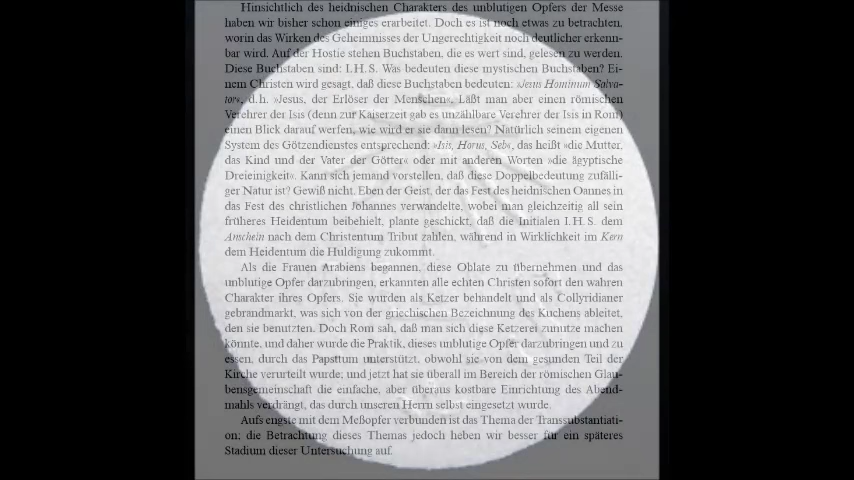 Hinsichtlich des heidnischen Charakters des unblutigen Opfers der Messe
haben wir bisher schon einiges erarbeitet. Doch es ist noch etwas zu betrachten,
worin das Wirken des Geheimnisses der Ungerechtigkeit noch deutlicher erkenn-
bar wird. Auf der Hostie stehen Buchstaben, die es wert sind, gelesen zu werden.
Diese Buchstaben sind: I.H.S. Was bedeuten diese mystischen Buchstaben? Ei-
nem Christen wird gesagt, daß diese Buchstaben bedeuten: »Jesus Hominum Salva-
tor«, d.h. »Jesus, der Erlöser der Menschen«. Läßt man aber einen römischen
Verehrer der Isis (denn zur Kaiserzeit gab es unzählbare Verehrer der Isis in Rom)
einen Blick darauf werfen, wie wird er sie dann lesen? Natürlich seinem eigenen
System des Götzendienstes entsprechend: »Isis, Horus, Seb«, das heißt »die Mutter,
das Kind und der Vater der Götter« oder mit anderen Worten »die ägyptische
Dreieinigkeit«. Kann sich jemand vorstellen, daß diese Doppelbedeutung zufälli-
ger Natur ist? Gewiß nicht. Eben der Geist, der das Fest des heidnischen Oannes in
das Fest des christlichen Johannes verwandelte, wobei man gleichzeitig all sein
früheres Heidentum beibehielt, plante geschickt, daß die Initialen I.H.S. dem
Anschein nach dem Christentum Tribut zahlen, während in Wirklichkeit im Kern
dem Heidentum die Huldigung zukommt.
Als die Frauen Arabiens begannen, diese Oblate zu übernehmen und das
unblutige Opfer darzubringen, erkannten alle echten Christen sofort den wahren
Charakter ihres Opfers. Sie wurden als Ketzer behandelt und als Collyridianer
gebrandmarkt, was sich von der griechischen Bezeichnung des Kuchens ableitet,
den sie benutzten. Doch Rom sah, daß man sich diese Ketzerei zunutze machen
könnte, und daher wurde die Praktik, dieses unblutige Opfer darzubringen und zu
essen, durch das Papsttum unterstützt, obwohl sie von dem gesunden Teil der
Kirche verurteilt wurde; und jetzt hat sie überall im Bereich der römischen Glau-
bensgemeinschaft die einfache, aber überaus kostbare Einrichtung des Abend-
mahls verdrängt, das durch unseren Herrn selbst eingesetzt wurde.
Aufs engste mit dem Meßopfer verbunden ist das Thema der Transsubstantiati-
on; die Betrachtung dieses Themas jedoch heben wir besser für ein späteres
Stadium dieser Untersuchung auf.